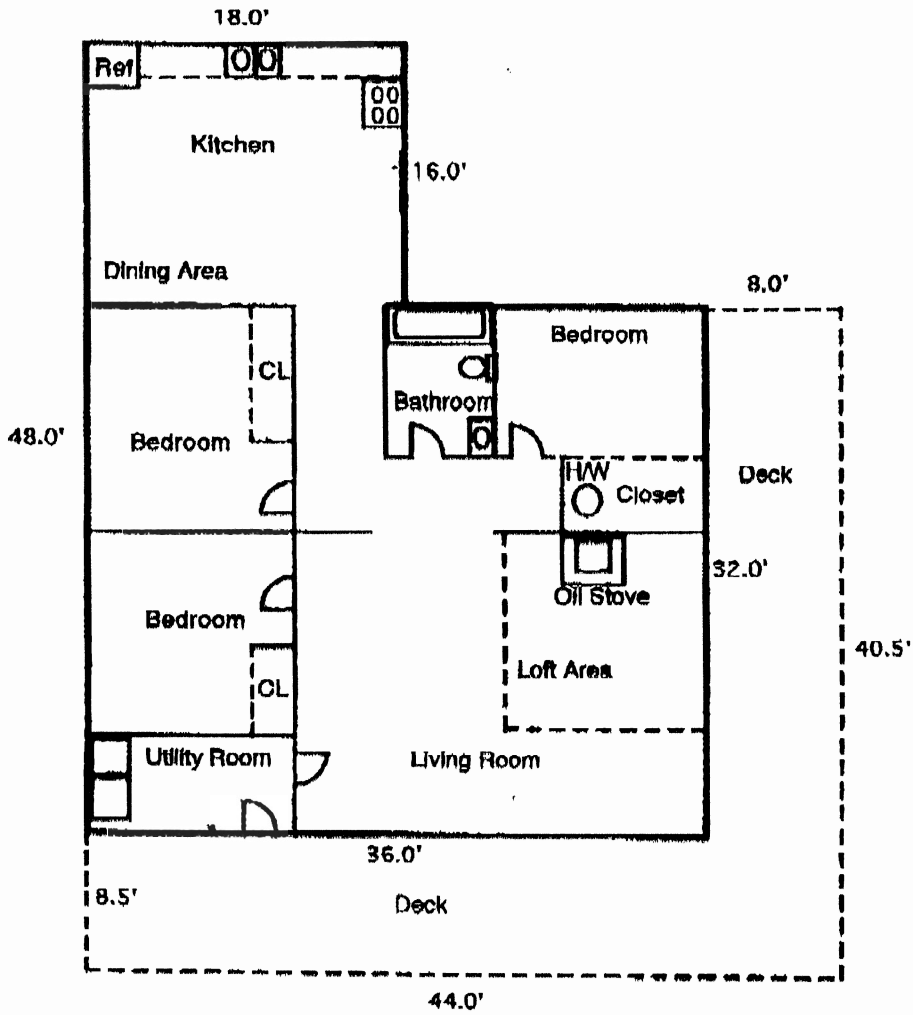 18.0'
Ref
Kitchen
16.0'
Dining Area
8.0'
Bedroom
CL
Bathroom
48.0'
Bedroom
H/W
Closet
Deck
32.0'
Oil Stove
Bedroom
40.5'
Loft Area
CL
Utility Room
Living Room
36.0'
8.5'
Deck
44.0'